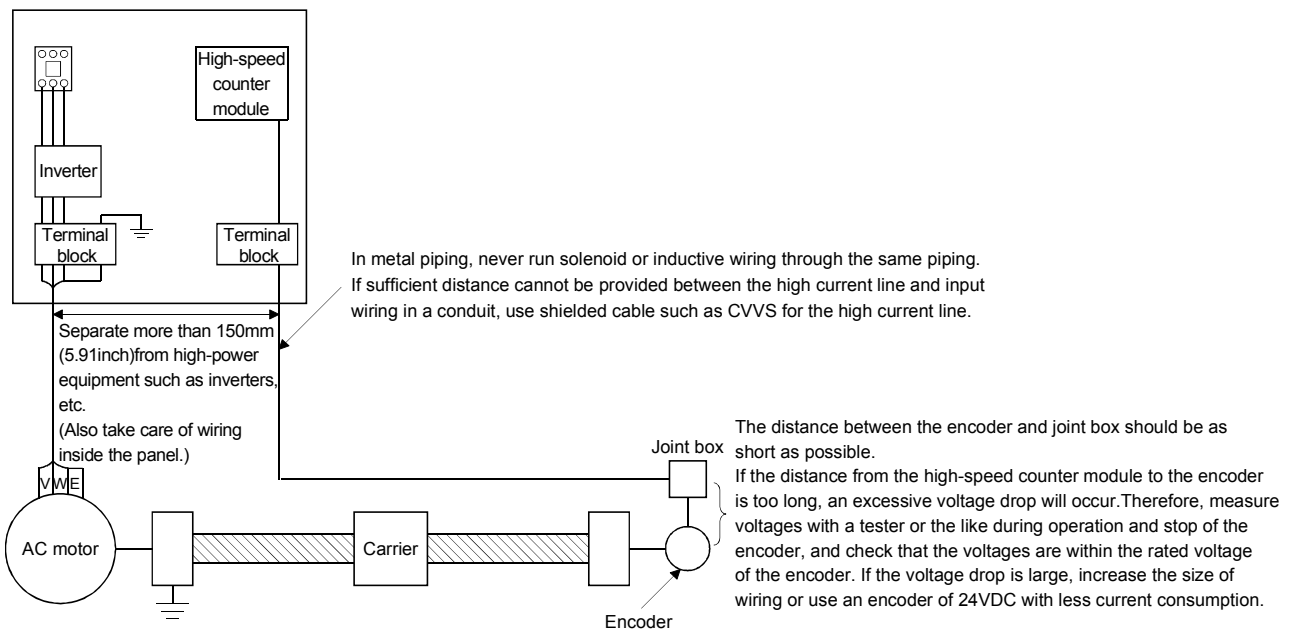 High-speed
counter
module
Inverter
Terminal
block
Terminal
block
In metal piping, never run solenoid or inductive wiring through the same piping.
If sufficient distance cannot be provided between the high current line and input
wiring in a conduit, use shielded cable such as CVVS for the high current line.
Separate more than 150mm
(5.91inch)from high-power
equipment such as inverters,
etc.
(Also take care of wiring
inside the panel.)
Joint box
The distance between the encoder and joint box should be as
short as possible.
If the distance from the high-speed counter module to the encoder
is too long, an excessive voltage drop will occur.Therefore, measure
voltages with a tester or the like during operation and stop of the
encoder, and check that the voltages are within the rated voltage
of the encoder. If the voltage drop is large, increase the size of
wiring or use an encoder of 24VDC with less current consumption.
V W E
AC motor
Carrier
Encoder